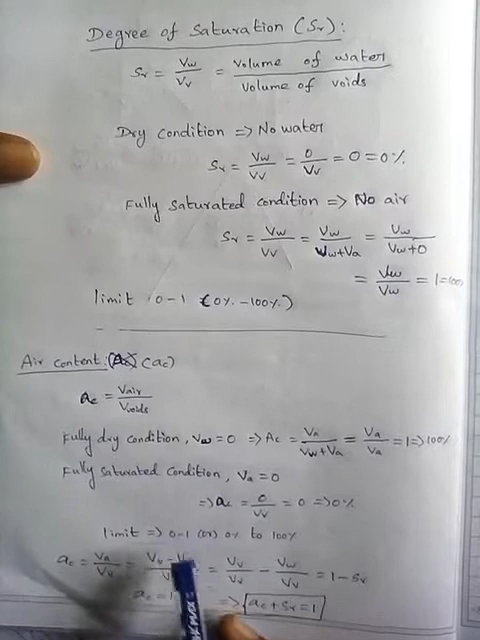 Degree of Saturation (Sr):
Sr = Vw/Vv = Volume of water/Volume of voids
Dry condition => No water
Sr = Vw/Vv = 0/Vv = 0 = 0%
Fully saturated condition => No air
Sr = Vw/Vv = Vw/Vw+Va = Vw/Vw+0
= Vw/Vw = 1 = 100
limit 0-1 (0% - 100%)
Air content: (ac)
ac = Vair/Vvoids
Fully dry condition, Vw = 0 => Ac = Va/Vw+Va = Va/Va = 1 => 100%
Fully saturated Condition, Va = 0
=> ac = 0/Vv = 0 => 0%
limit => 0-1 (or) 0% to 100%
ac = Va/Vv = Vv - = Vv/Vv - Vw/Vv = 1 - Sr
ac = 1 => ac + Sr = 1